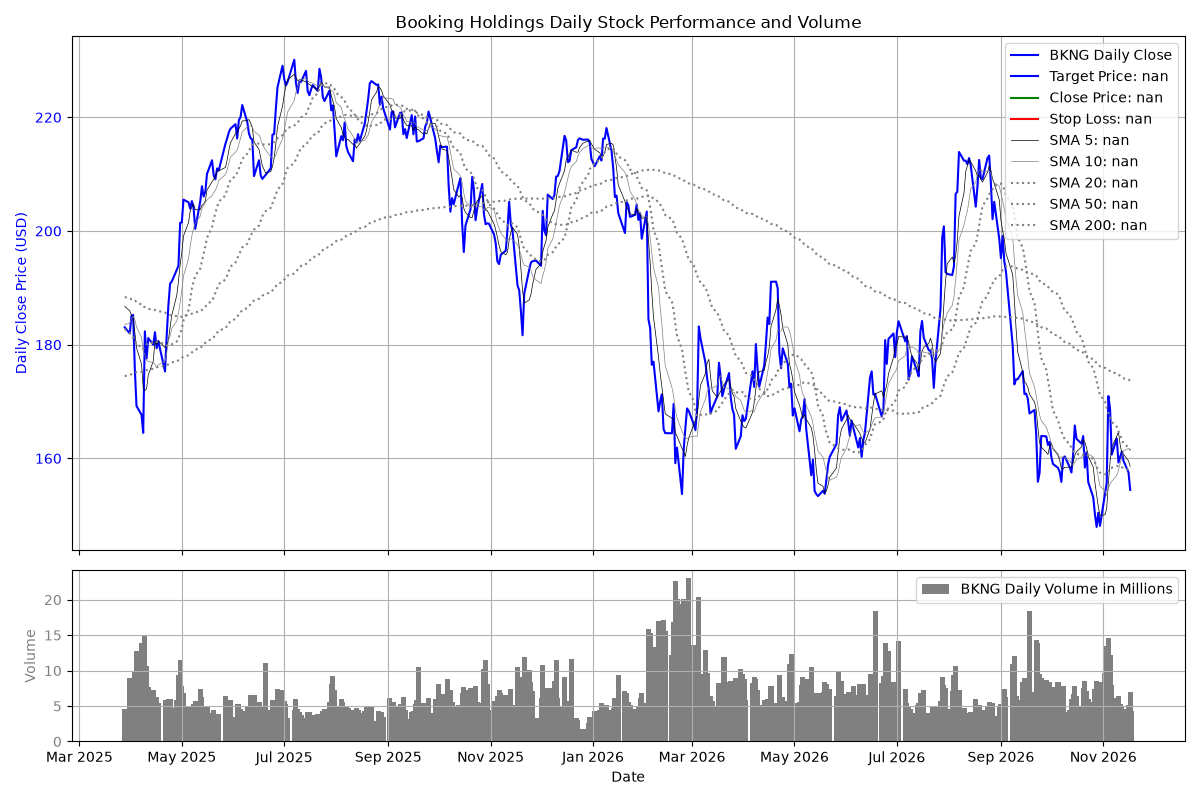 Booking Holdings Daily Stock Performance and Volume
BKNG Daily Close
Target Price: nan
Close Price: nan
Stop Loss: nan
SMA 5: nan
SMA 10: nan
SMA 20: nan
SMA 50: nan
SMA 200: nan
Daily Close Price (USD)
220
200
180
160
BKNG Daily Volume in Millions
Volume
20
15
10
5
0
Mar 2025 May 2025 Jul 2025 Sep 2025 Nov 2025 Jan 2026 Mar 2026 May 2026 Jul 2026 Sep 2026 Nov 2026
Date